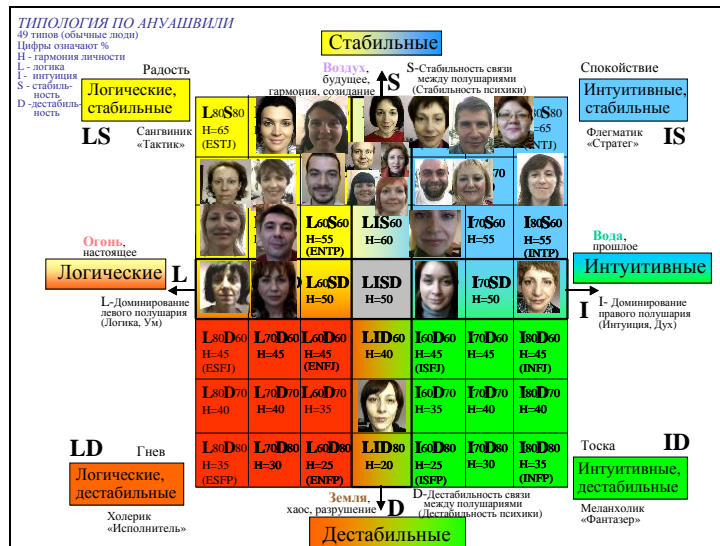 ТИПОЛОГИЯ ПО АНУАШВИЛИ
49 типов (обычные люди)
Цифры означают %
H - гармония личности
L - логика
I - интуиция
S - стабиль-
ность
D -дестабиль-
ность
Стабильные
Радость
Воздух,
будущее,
гармония, созидание
S
S-Стабильность связи
между полушариями
(Стабильность психики)
Спокойствие
Логические,
стабильные
LS
Сангвиник
«Тактик»
Интуитивные,
стабильные
IS
Флегматик
«Стратег»
L80S80
H=65
(ESTJ)
L60S60
H=55
(ENTP)
LIS60
H=60
I70S60
H=55
I80S60
H=55
(INTP)
Огонь,
настоящее
Логические
L
L-Доминирование
левого полушария
(Логика, Ум)
Вода,
прошлое
Интуитивные
I
I- Доминирование
правого полушария
(Интуиция, Дух)
L60SD
H=50
LISD
H=50
I70SD
H=50
L80D60
H=45
(ESFJ)
L70D60
H=45
L60D60
H=45
(ENFJ)
LID60
H=40
I60D60
H=45
(ISFJ)
I70D60
H=45
I80D60
H=45
(INFJ)
L80D70
H=40
L70D70
H=40
L60D70
H=35
I60D70
H=35
I70D70
H=40
I80D70
H=40
L80D80
H=35
(ESFP)
L70D80
H=30
L60D80
H=25
(ENFP)
LID80
H=20
I60D80
H=25
(ISFP)
I70D80
H=30
I80D80
H=35
(INFP)
LD
Гнев
Логические,
дестабильные
Холерик
«Исполнитель»
Тоска
ID
Интуитивные,
дестабильные
Меланхолик
«Фантазер»
Земля,
хаос, разрушение
D
D-Дестабильность связи
между полушариями
(Дестабильность психики)
Дестабильные